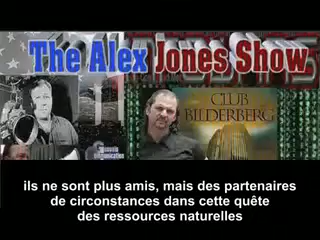 The Alex Jones Show
CLUB
BILDERBERG
ils ne sont plus amis, mais des partenaires
de circonstances dans cette quête
des ressources naturelles